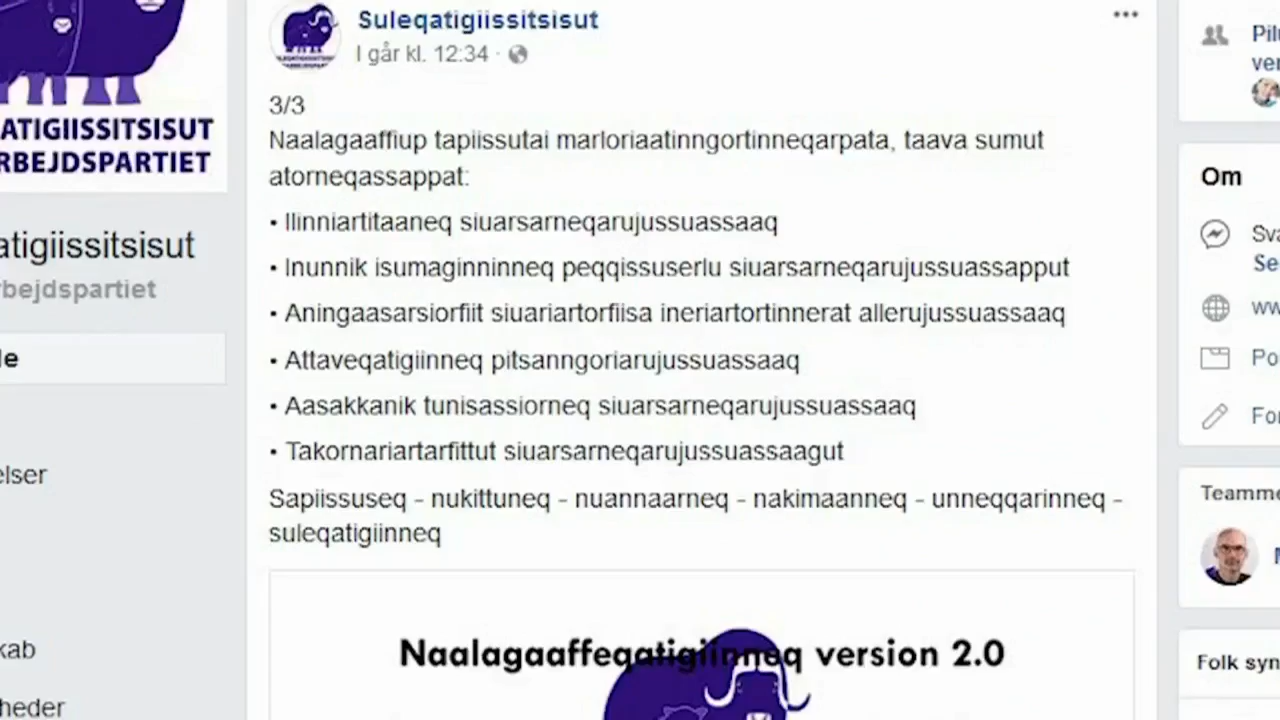 Suleqatigiissitsisut
I går kl. 12:34 ·
3/3
Naalagaaffiup tapiissutai marloriaatinngortinneqarpata, taava sumut
atorneqassappat:
• Ilinniartitaaneq siuarsarneqarujussuassaaq
• Inunnik isumaginninneq peqqissuserlu siuarsarneqarujussuassapput
• Aningaasarsiorfiit siuariartorfiisa ineriartortinnerat allerujussuassaaq
• Attaveqatigiinneq pitsanngoriarujussuassaaq
• Aasakkanik tunisassiorneq siuarsarneqarujussuassaaq
• Takornariartarfittut siuarsarneqarujussuassaagut
Sapiissuseq - nukittuneq - nuannaarneq - nakimaanneq - unneqqarinneq -
suleqatigiinneq
Naalagaaffeqatigiinneq version 2.0
ATIGIISSITSISUT
RBEJDSPARTIET
atigiissitsisut
bejdspartiet
Om
Folk syn